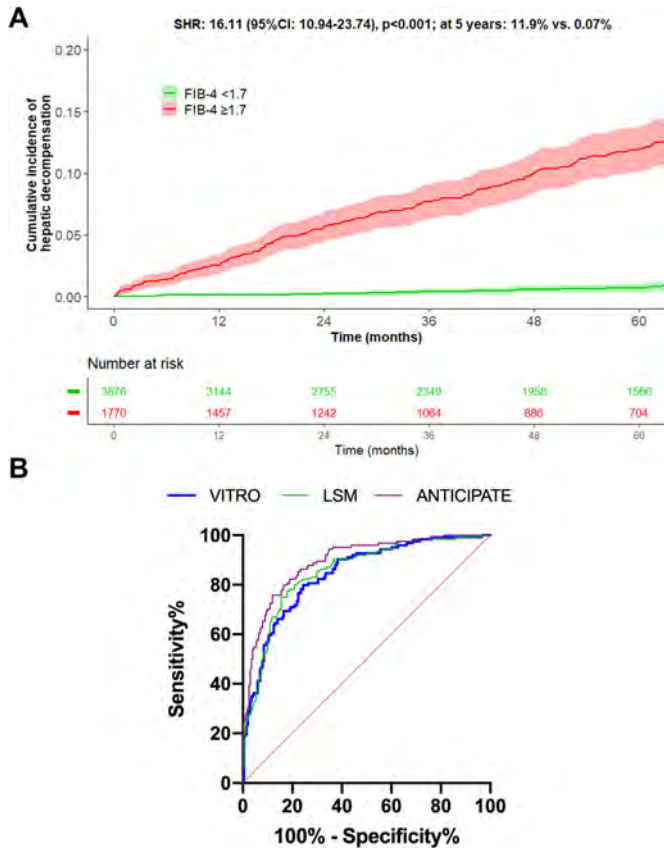 A
SHR: 16.11 (95%CI: 10.94-23.74), p<0.001; at 5 years: 11.9% vs. 0.07%
Cumulative incidence of
hepatic decompensation
0.20
0.15
0.10
0.05
0.00
FIB-4 <1.7
FIB-4 ≥1.7
0 12 24 36 48 60
Time (months)
Number at risk
3876 3144 2755 2349 1958 1566
1770 1457 1242 1064 886 704
0 12 24 36 48 60
Time (months)
B
VITRO LSM ANTICIPATE
Sensitivity%
100
80
60
40
20
0
0 20 40 60 80 100
100% - Specificity%